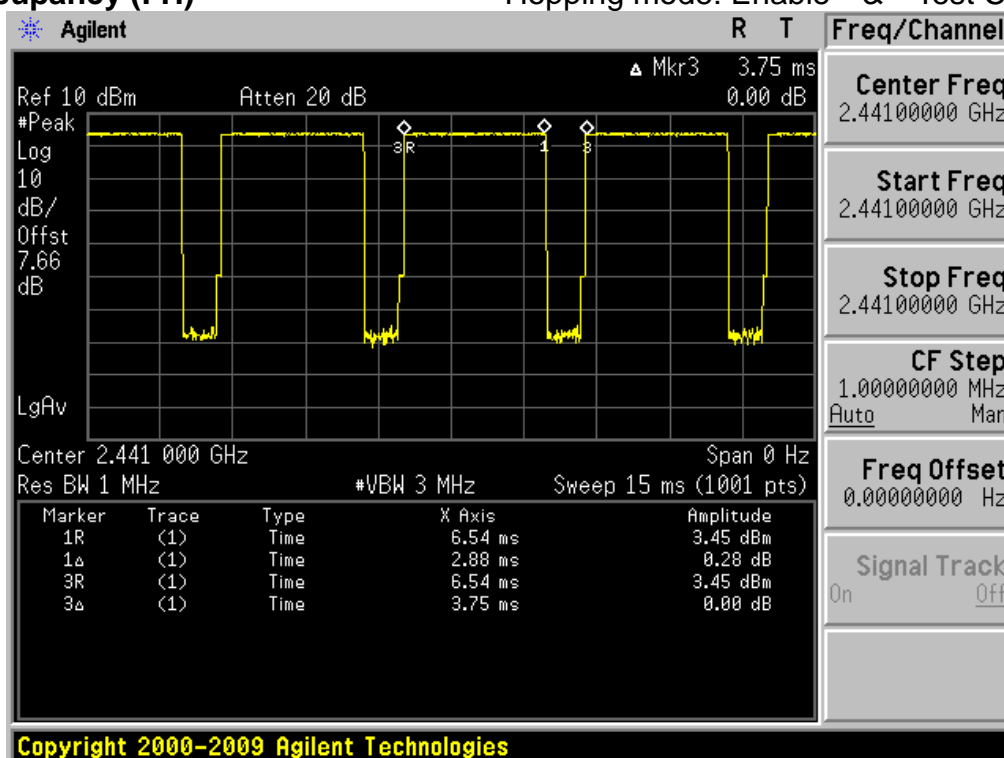 cupancy (FH) Hopping mode: Enable & Test C
Agilent R T Freq/Channel
Δ Mkr3 3.75 ms
Ref 10 dBm Atten 20 dB 0.00 dB
#Peak
Log
10
dB/
Offst
7.66
dB
LgAv
3R 1 3
Center 2.441 000 GHz Span 0 Hz
Res BW 1 MHz #VBW 3 MHz Sweep 15 ms (1001 pts)
Marker Trace Type X Axis Amplitude
1R (1) Time 6.54 ms 3.45 dBm
1Δ (1) Time 2.88 ms 0.28 dB
3R (1) Time 6.54 ms 3.45 dBm
3Δ (1) Time 3.75 ms 0.00 dB
Center Freq
2.44100000 GHz
Start Freq
2.44100000 GHz
Stop Freq
2.44100000 GHz
CF Step
1.00000000 MHz
Auto Man
Freq Offset
0.00000000 Hz
Signal Track
On Off
Copyright 2000-2009 Agilent Technologies